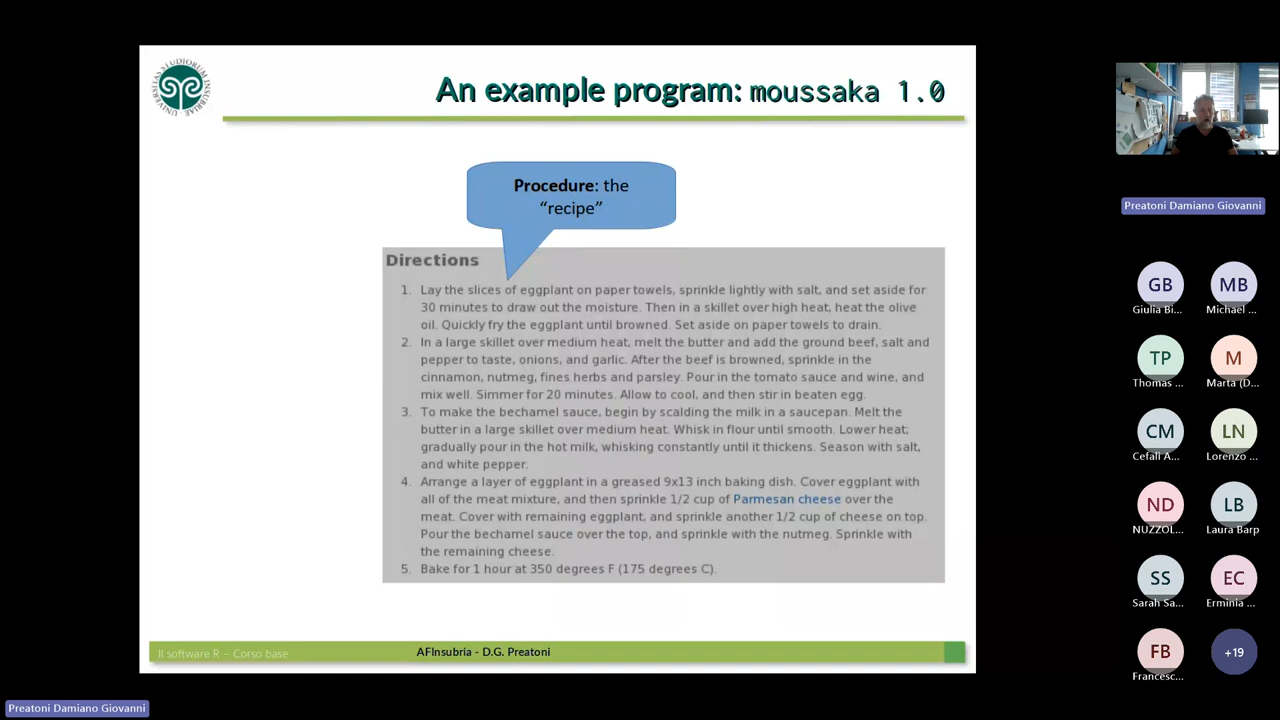 An example program: moussaka 1.0
Procedure: the
“recipe”
Directions
1. Lay the slices of eggplant on paper towels, sprinkle lightly with salt, and set aside for
30 minutes to draw out the moisture. Then in a skillet over high heat, heat the olive
oil. Quickly fry the eggplant until browned. Set aside on paper towels to drain.
2. In a large skillet over medium heat, melt the butter and add the ground beef, salt and
pepper to taste, onions, and garlic. After the beef is browned, sprinkle in the
cinnamon, nutmeg, fines herbs and parsley. Pour in the tomato sauce and wine, and
mix well. Simmer for 20 minutes. Allow to cool, and then stir in beaten egg.
3. To make the bechamel sauce, begin by scalding the milk in a saucepan. Melt the
butter in a large skillet over medium heat. Whisk in flour until smooth. Lower heat;
gradually pour in the hot milk, whisking constantly until it thickens. Season with salt,
and white pepper.
4. Arrange a layer of eggplant in a greased 9x13 inch baking dish. Cover eggplant with
all of the meat mixture, and then sprinkle 1/2 cup of Parmesan cheese over the
meat. Cover with remaining eggplant, and sprinkle another 1/2 cup of cheese on top.
Pour the bechamel sauce over the top, and sprinkle with the nutmeg. Sprinkle with
the remaining cheese.
5. Bake for 1 hour at 350 degrees F (175 degrees C).
Il software R – Corso base
AFInsubria - D.G. Preatoni
Preatoni Damiano Giovanni
Preatoni Damiano Giovanni
GB MB
Giulia Bi... Michael ...
TP M
Thomas ... Marta (D...
CM LN
Cefalì A... Lorenzo ...
ND LB
NUZZOL... Laura Barp
SS EC
Sarah Sa... Erminia ...
FB +19
Francesc...